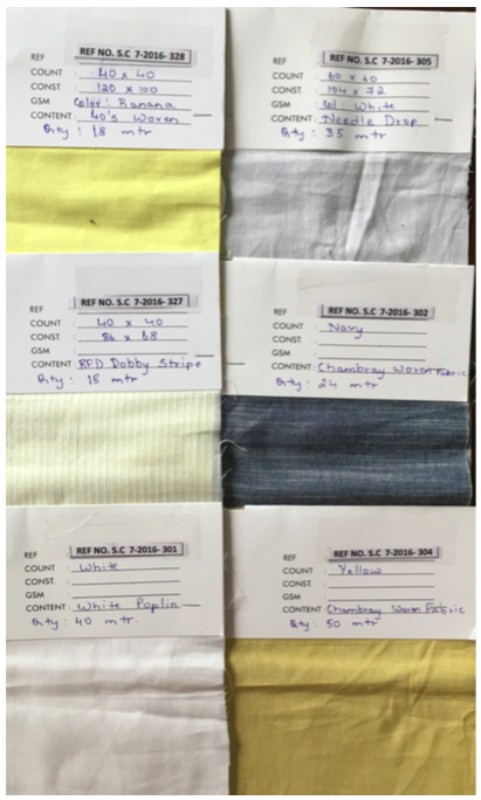 REF NO. S.C 7-2016-328
REF
COUNT 40 x 40
CONST. 120 x 100
GSM Color: Banana
CONTENT: 40's Woven
Qty: 18 mtr
REF NO. S.C 7-2016-305
REF
COUNT 60 x 60
CONST. 104 x 72
GSM Col: White
CONTENT: Needle Drop
Qty: 35 mtr
REF NO. S.C 7-2016-327
REF
COUNT 40 x 40
CONST.
GSM
CONTENT: RFD Dobby Stripe
Qty: 18 mtr
REF NO. S.C 7-2016-302
REF
COUNT Navy
CONST.
GSM
CONTENT: Chambray Woven Fabric
Qty: 24 mtr
REF NO. S.C 7-2016-301
REF
COUNT White
CONST.
GSM
CONTENT: White Poplin
Qty: 40 mtr.
REF NO. S.C 7-2016-304
REF
COUNT Yellow
CONST.
GSM
CONTENT: Chambray Woven Fabric
Qty: 50 mtr